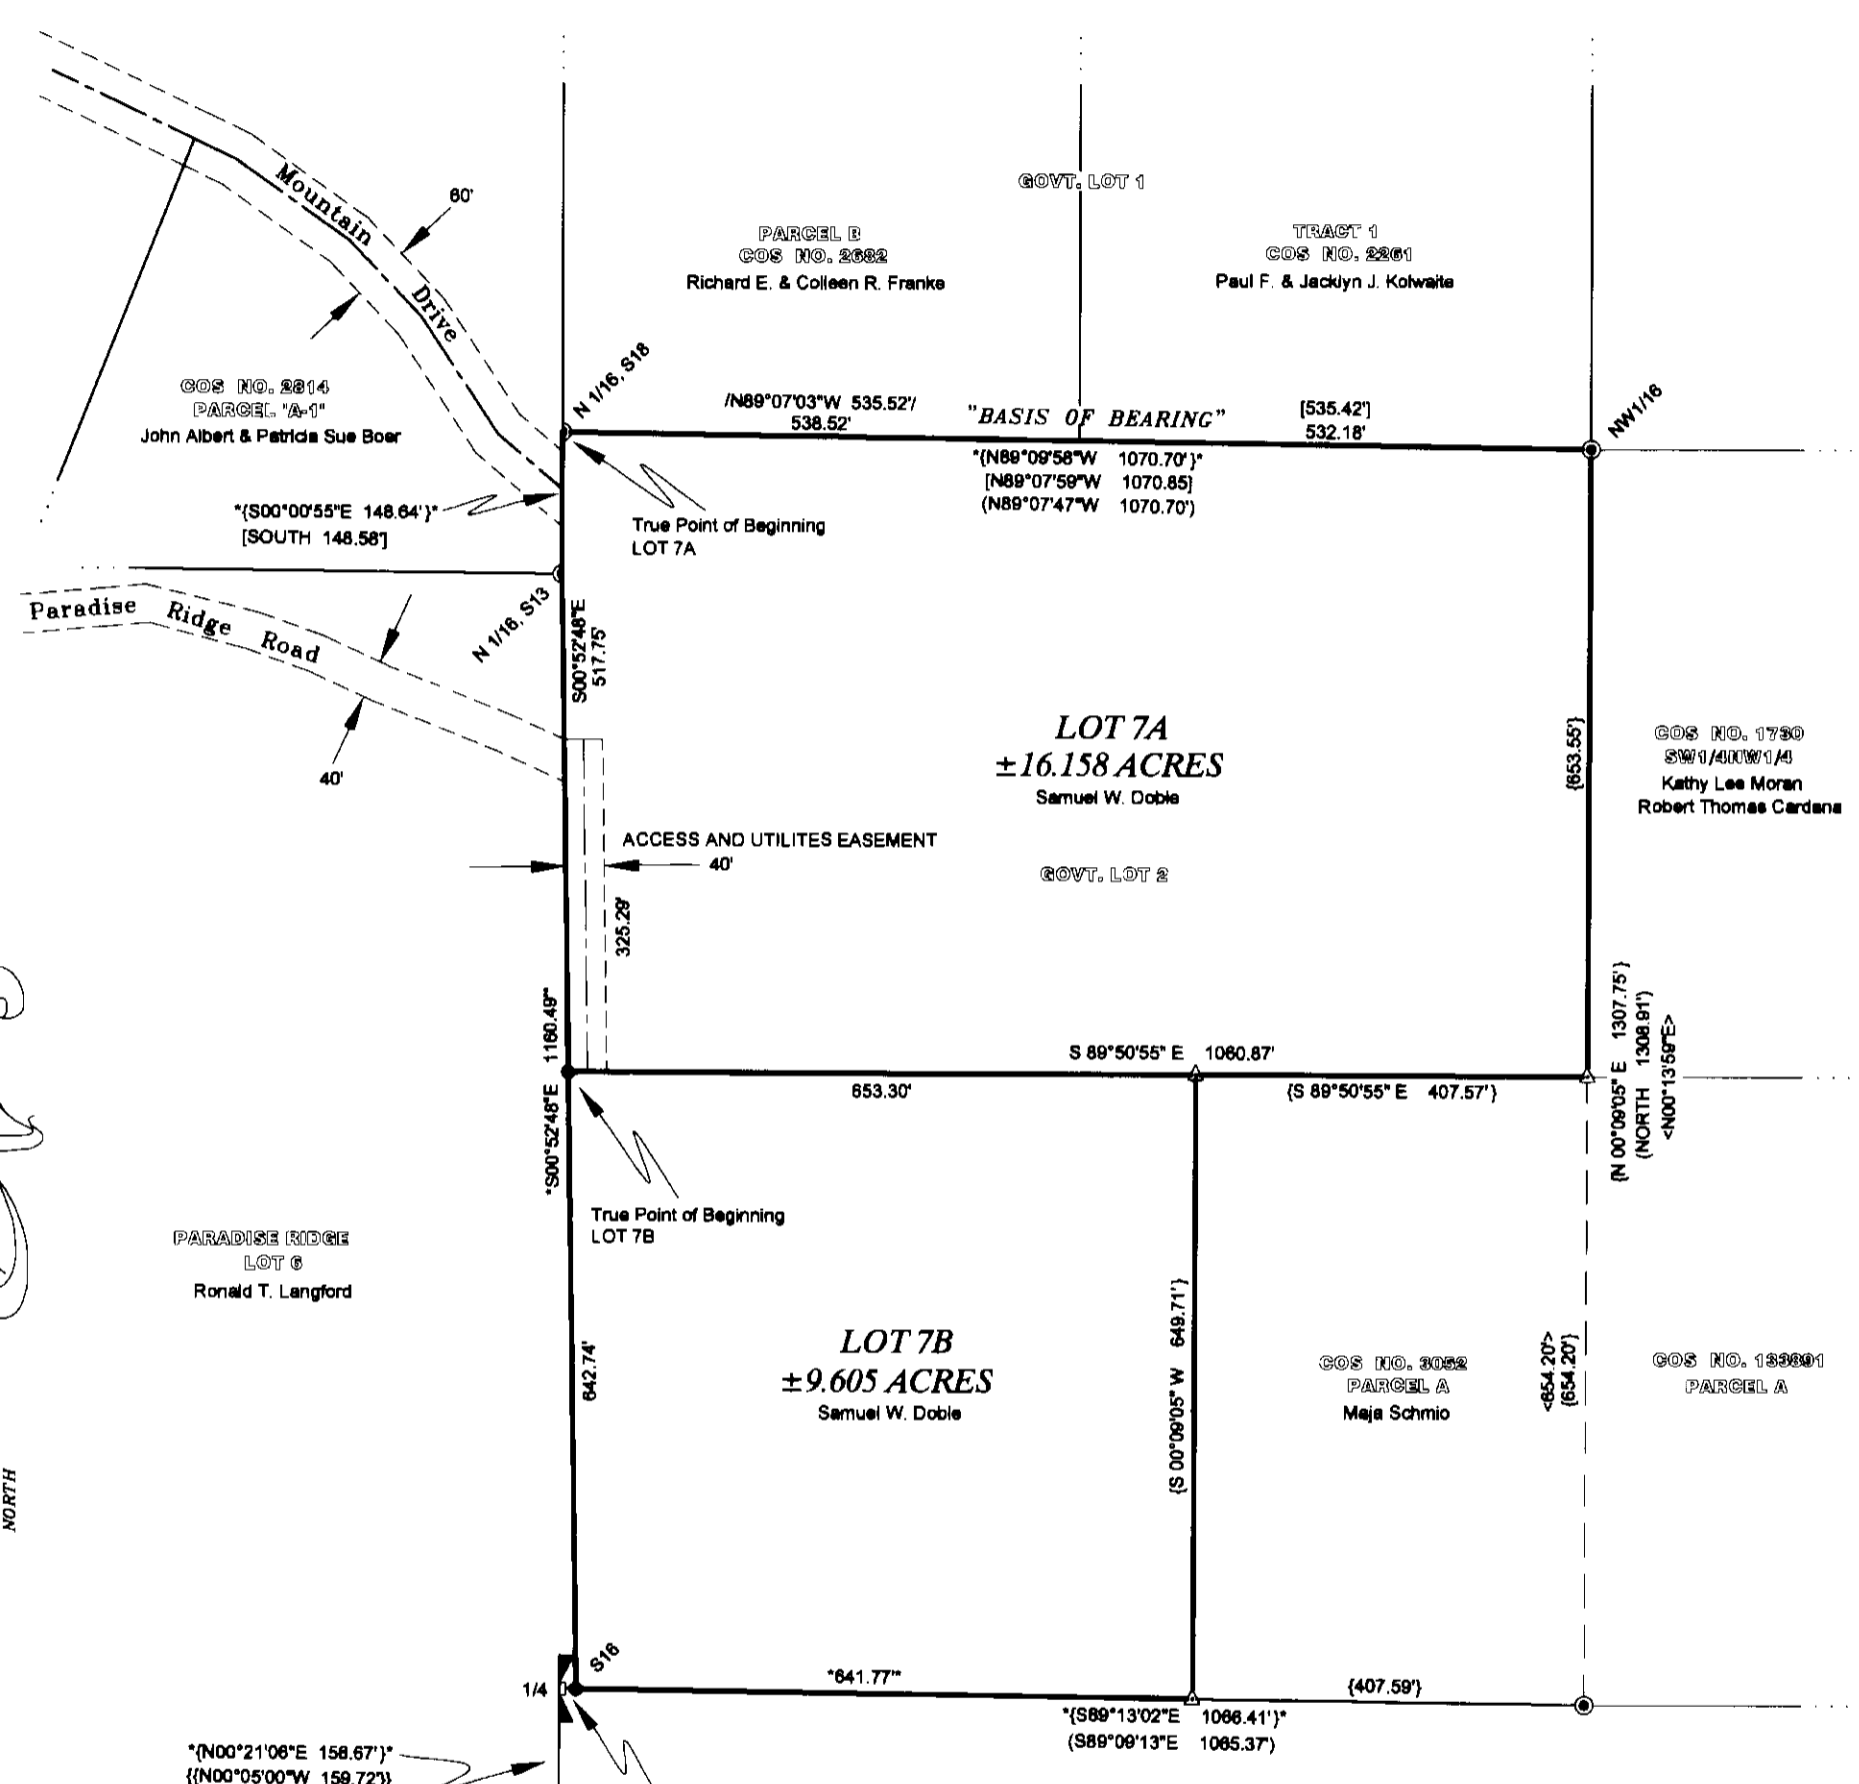 Mountain Drive
60'
GOVT. LOT 1
PARCEL B
COS NO. 2682
Richard E. & Colleen R. Franke
TRACT 1
COS NO. 2261
Paul F. & Jacklyn J. Kolwaite
COS NO. 2814
PARCEL "A-1"
John Albert & Patricia Sue Boer
N 1/16, S18
/N89°07'03"W 535.52'/
538.52'
"BASIS OF BEARING"
[535.42']
532.18'
NW1/16
*{N89°09'58"W 1070.70'}*
[N89°07'59"W 1070.85]
(N89°07'47"W 1070.70')
*{S00°00'55"E 148.64'}*
[SOUTH 148.58']
True Point of Beginning
LOT 7A
Paradise Ridge Road
N 1/16, S13
S00°52'48"E
517.75'
40'
LOT 7A
±16.158 ACRES
Samuel W. Doble
{653.55'}
COS NO. 1730
SW1/4NW1/4
Kathy Lee Moran
Robert Thomas Cardana
ACCESS AND UTILITES EASEMENT
40'
GOVT. LOT 2
325.29'
*S00°52'48"E 1160.49'*
S 89°50'55" E 1060.87'
653.30'
{S 89°50'55" E 407.57'}
{N 00°09'05" E 1307.75'}
(NORTH 1308.91')
<N00°13'59"E>
True Point of Beginning
LOT 7B
PARADISE RIDGE
LOT 6
Ronald T. Langford
642.74'
LOT 7B
±9.605 ACRES
Samuel W. Doble
{S 00°09'05" W 649.71'}
COS NO. 3052
PARCEL A
Maja Schmio
<654.20'>
{654.20'}
COS NO. 133891
PARCEL A
NORTH
S16
1/4
*641.77'*
{407.59'}
*{S89°13'02"E 1066.41'}*
(S89°09'13"E 1065.37')
*{N00°21'06"E 158.67'}*
{{N00°05'00"W 159.72'}}